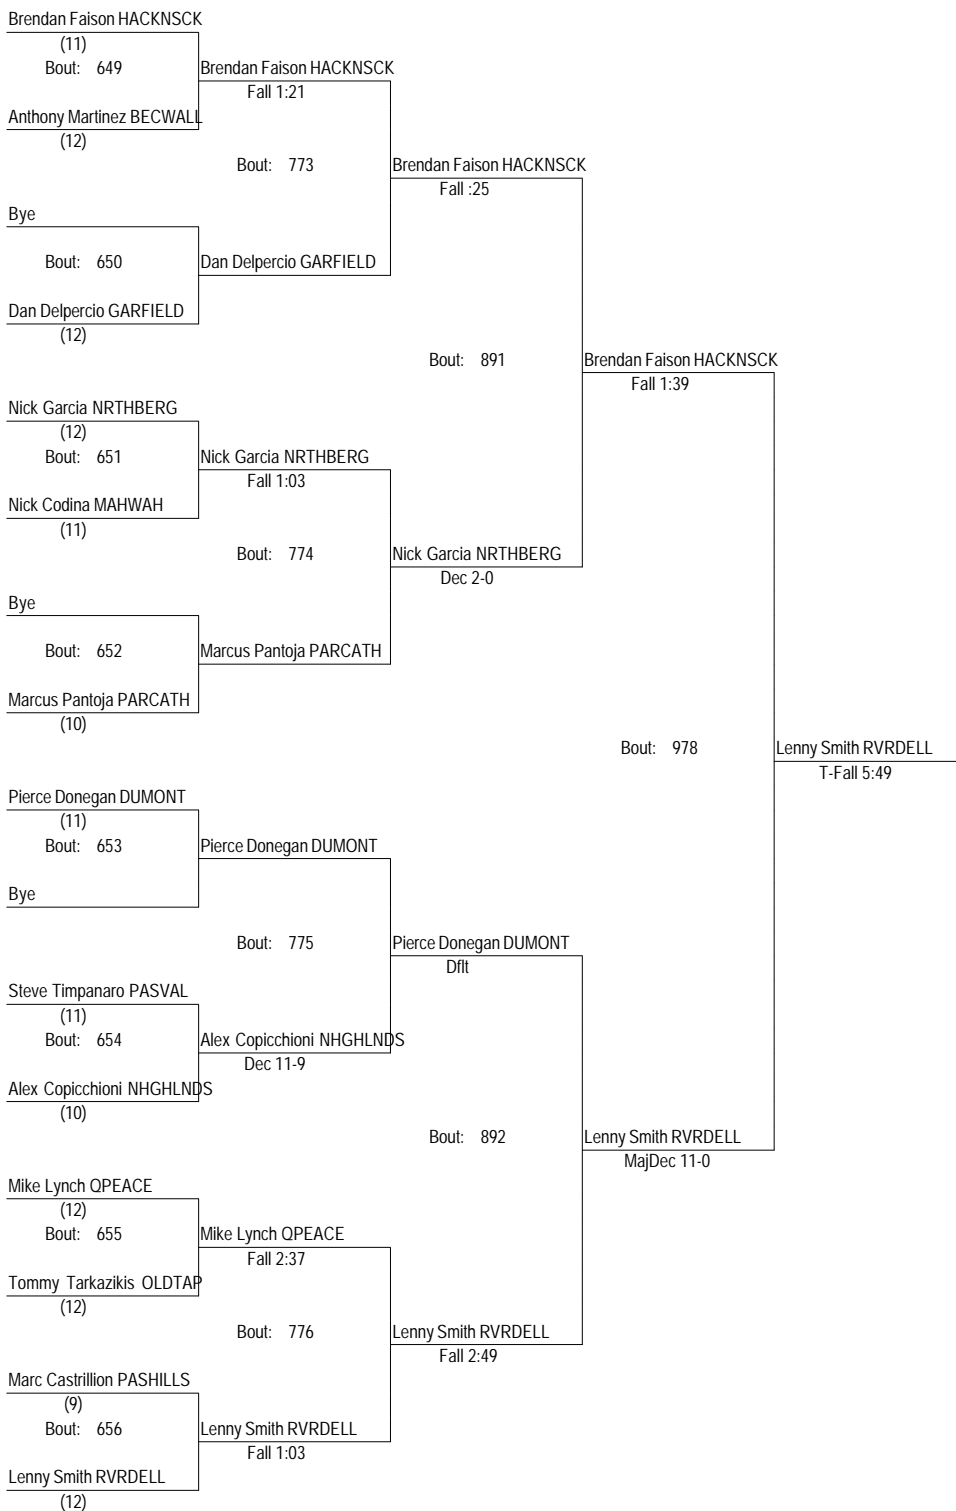 Brendan Faison HACKNSCK
(11)
Bout: 649
Brendan Faison HACKNSCK
Fall 1:21
Anthony Martinez BECWALL
(12)
Bout: 773
Brendan Faison HACKNSCK
Fall :25
Bye
Bout: 650
Dan Delpercio GARFIELD
Dan Delpercio GARFIELD
(12)
Bout: 891
Brendan Faison HACKNSCK
Fall 1:39
Nick Garcia NRTHBERG
(12)
Bout: 651
Nick Garcia NRTHBERG
Fall 1:03
Nick Codina MAHWAH
(11)
Bout: 774
Nick Garcia NRTHBERG
Dec 2-0
Bye
Bout: 652
Marcus Pantoja PARCATH
Marcus Pantoja PARCATH
(10)
Bout: 978
Lenny Smith RVRDELL
T-Fall 5:49
Pierce Donegan DUMONT
(11)
Bout: 653
Pierce Donegan DUMONT
Bye
Bout: 775
Pierce Donegan DUMONT
Dflt
Steve Timpanaro PASVAL
(11)
Bout: 654
Alex Copicchioni NHGHLNDS
Dec 11-9
Alex Copicchioni NHGHLNDS
(10)
Bout: 892
Lenny Smith RVRDELL
MajDec 11-0
Mike Lynch QPEACE
(12)
Bout: 655
Mike Lynch QPEACE
Fall 2:37
Tommy Tarkazikis OLDTAP
(12)
Bout: 776
Lenny Smith RVRDELL
Fall 2:49
Marc Castrillion PASHILLS
(9)
Bout: 656
Lenny Smith RVRDELL
Fall 1:03
Lenny Smith RVRDELL
(12)